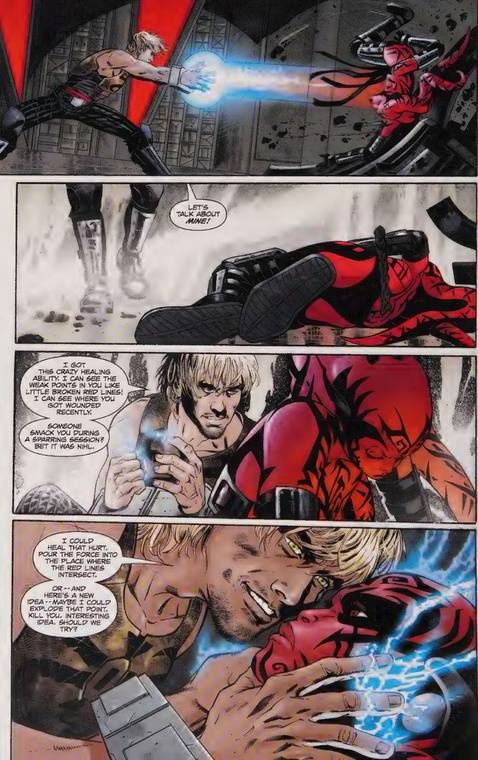 LET'S
TALK ABOUT
MINE!
I GOT
THIS CRAZY HEALING
ABILITY. I CAN SEE THE
WEAK POINTS IN YOU LIKE
LITTLE BROKEN RED LINES!
I CAN SEE WHERE YOU
GOT WOUNDED
RECENTLY.
SOMEONE
SMACK YOU DURING
A SPARRING SESSION?
BET IT WAS NIHL.
I COULD
HEAL THAT HURT.
POUR THE FORCE INTO
THE PLACE WHERE
THE RED LINES
INTERSECT.
OR--AND
HERE'S A NEW
IDEA--MAYBE I COULD
EXPLODE THAT POINT.
KILL YOU. INTERESTING
IDEA. SHOULD WE
TRY?